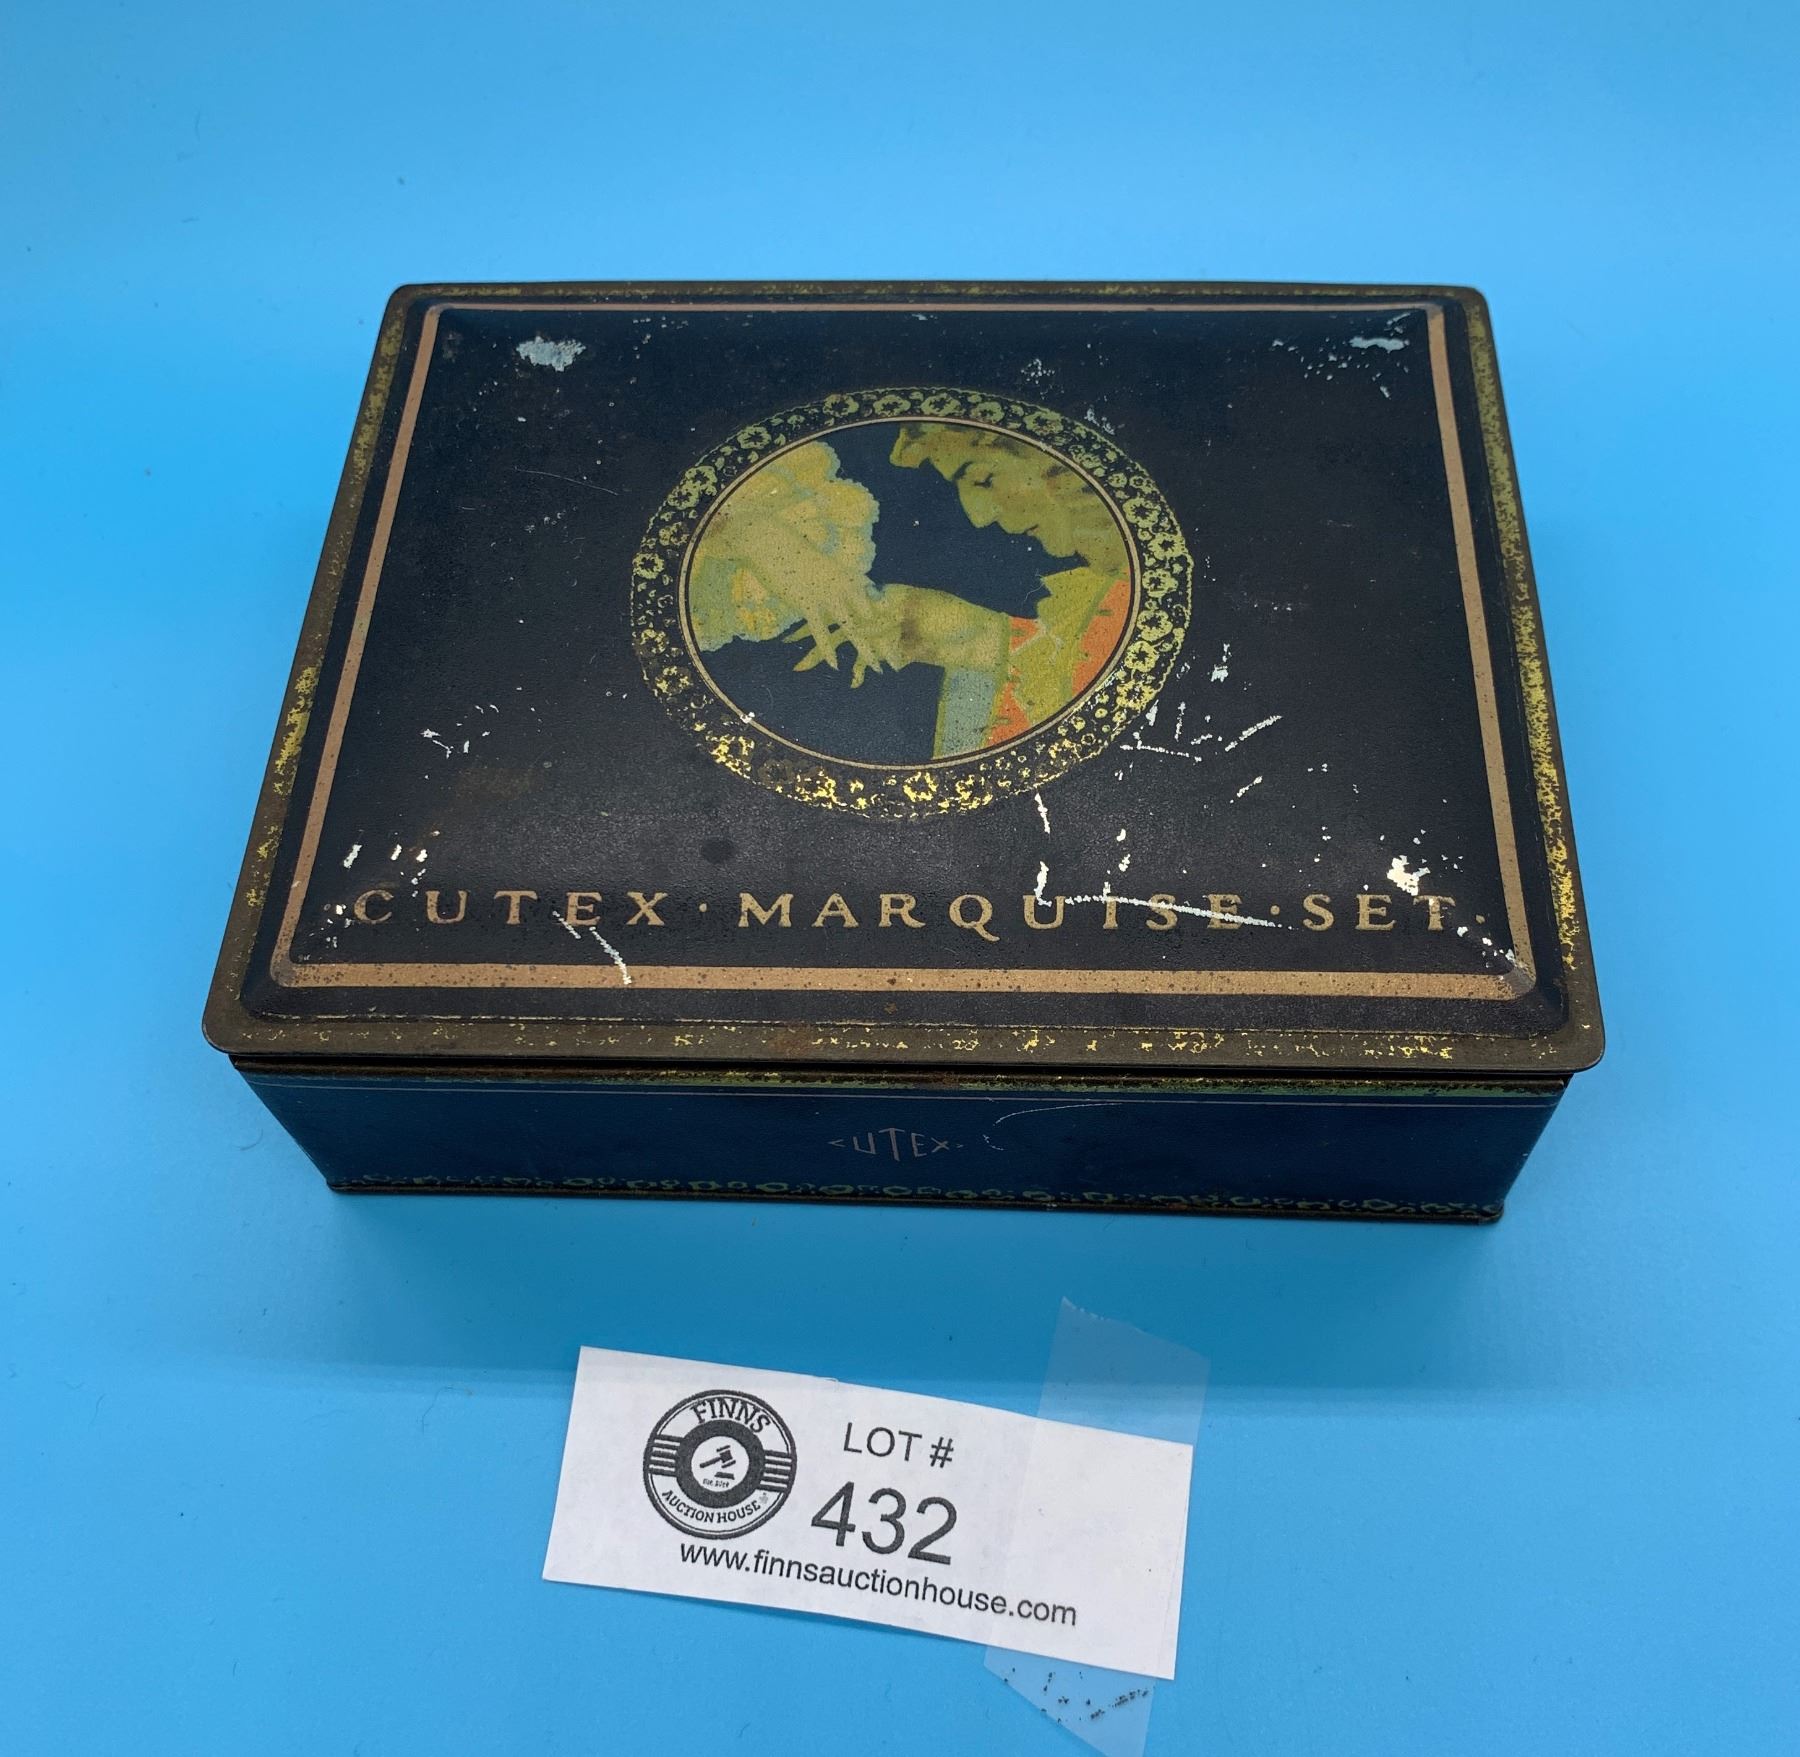 CUTEX · MARQUISE · SET ·
CUTEX
FINNS
AUCTION HOUSE
LOT #
432
www.finnsauctionhouse.com